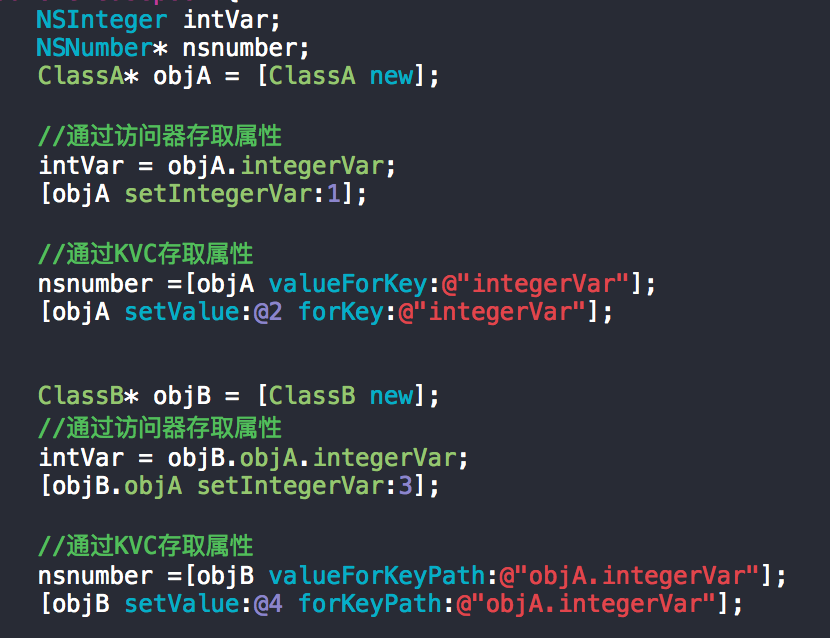 NSInteger intVar;
NSNumber* nsnumber;
ClassA* objA = [ClassA new];
//通过访问器存取属性
intVar = objA.integerVar;
[objA setIntegerVar:1];
//通过KVC存取属性
nsnumber =[objA valueForKey:@"integerVar"];
[objA setValue:@2 forKey:@"integerVar"];
ClassB* objB = [ClassB new];
//通过访问器存取属性
intVar = objB.objA.integerVar;
[objB.objA setIntegerVar:3];
//通过KVC存取属性
nsnumber =[objB valueForKeyPath:@"objA.integerVar"];
[objB setValue:@4 forKeyPath:@"objA.integerVar"];